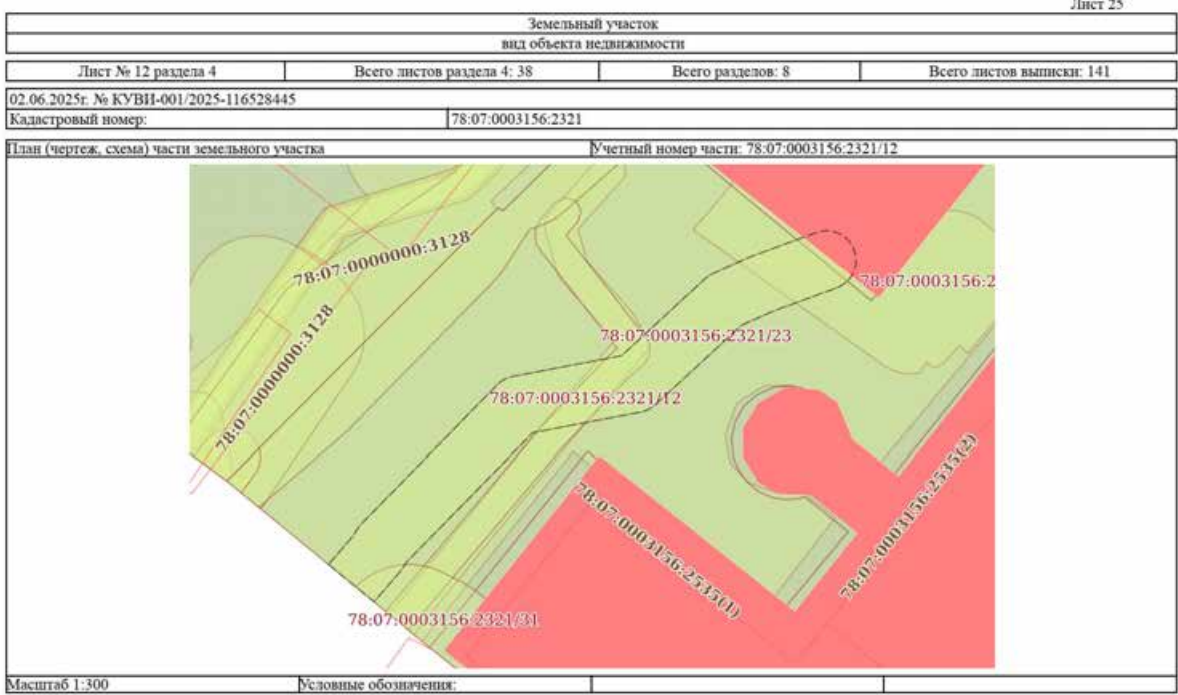 Лист 25
Земельный участок
вид объекта недвижимости
Лист № 12 раздела 4 Всего листов раздела 4: 38 Всего разделов: 8 Всего листов выписки: 141
02.06.2025г. № КУВИ-001/2025-116528445
Кадастровый номер: 78:07:0003156:2321
План (чертеж, схема) части земельного участка Учетный номер части: 78:07:0003156:2321/12
78:07:0000000:3128
78:07:0003156:2
78:07:0000000:3128
78:07:0003156:2321/23
78:07:0003156:2321/12
78:07:0003156:2535(2)
78:07:0003156:2535(1)
78:07:0003156:2321/31
Масштаб 1:300 Условные обозначения: